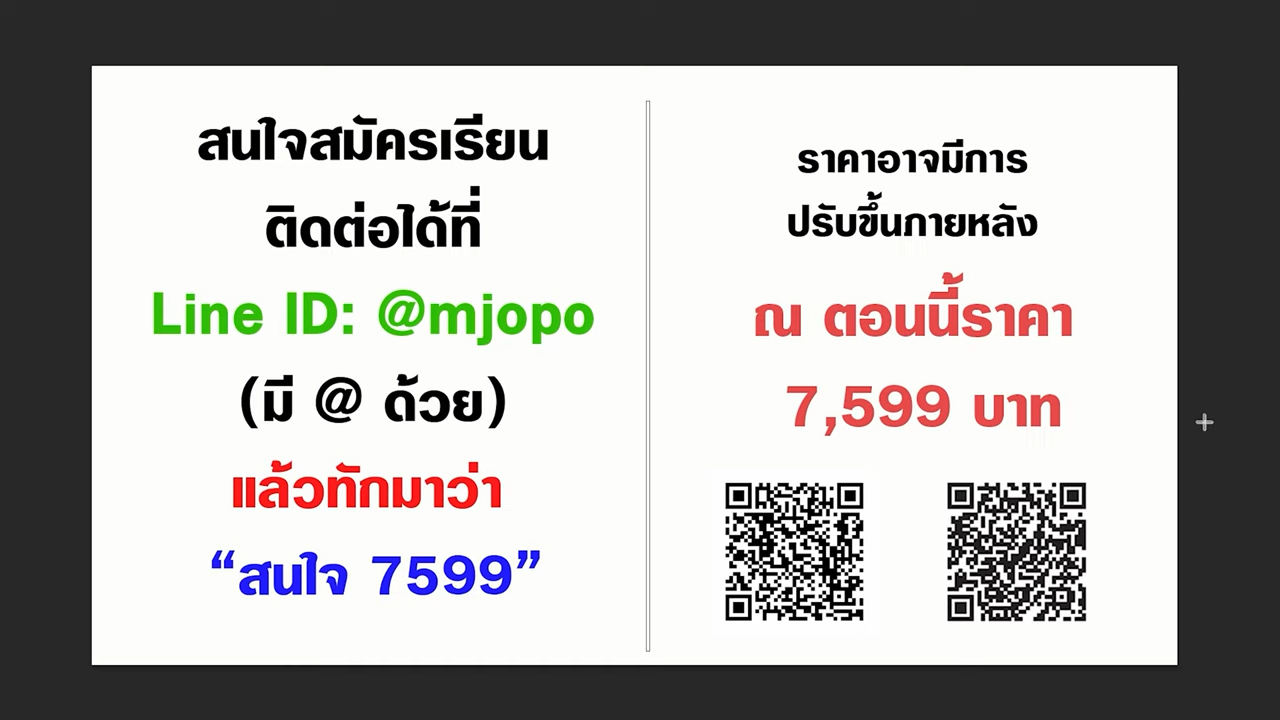 สนใจสมัครเรียน
ติดต่อได้ที่
Line ID: @mjopo
(มี @ ด้วย)
แล้วทักมาว่า
“สนใจ 7599”
ราคาอาจมีการ
ปรับขึ้นภายหลัง
ณ ตอนนี้ราคา
7,599 บาท